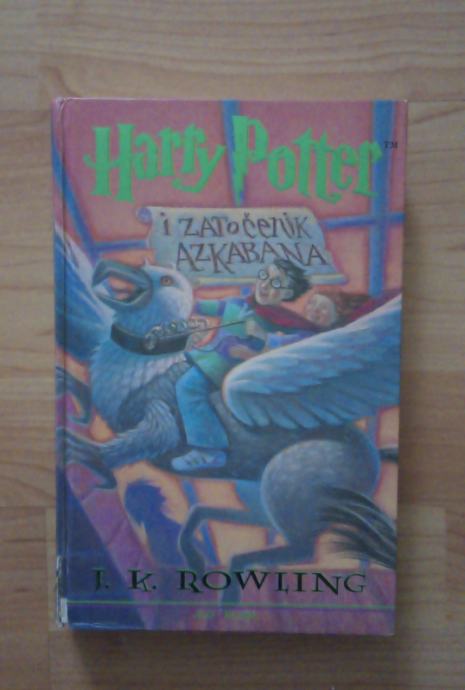 Harry Potter™
i ZATOČENIK
AZKABANA
J. K. ROWLING